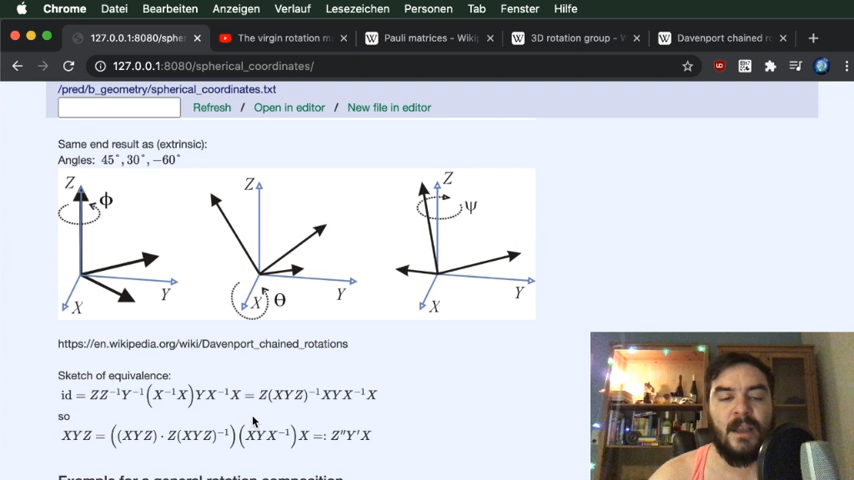 Chrome Datei Bearbeiten Anzeigen Verlauf Lesezeichen Personen Tab Fenster Hilfe
127.0.0.1:8080/sphe
The virgin rotation m
Pauli matrices - Wikip
3D rotation group - W
Davenport chained ro
127.0.0.1:8080/spherical_coordinates/
/pred/b_geometry/spherical_coordinates.txt
Refresh / Open in editor / New file in editor
Same end result as (extrinsic):
Angles: 45°, 30°, −60°
Z ϕ Y X
Z X θ Y
Z ψ Y X
https://en.wikipedia.org/wiki/Davenport_chained_rotations
Sketch of equivalence:
id = ZZ⁻¹Y⁻¹(X⁻¹X)YX⁻¹X = Z(XYZ)⁻¹XYX⁻¹X
so
XYZ = ((XYZ) · Z(XYZ)⁻¹)(XYX⁻¹)X =: Z″Y′X
Example for a general rotation composition